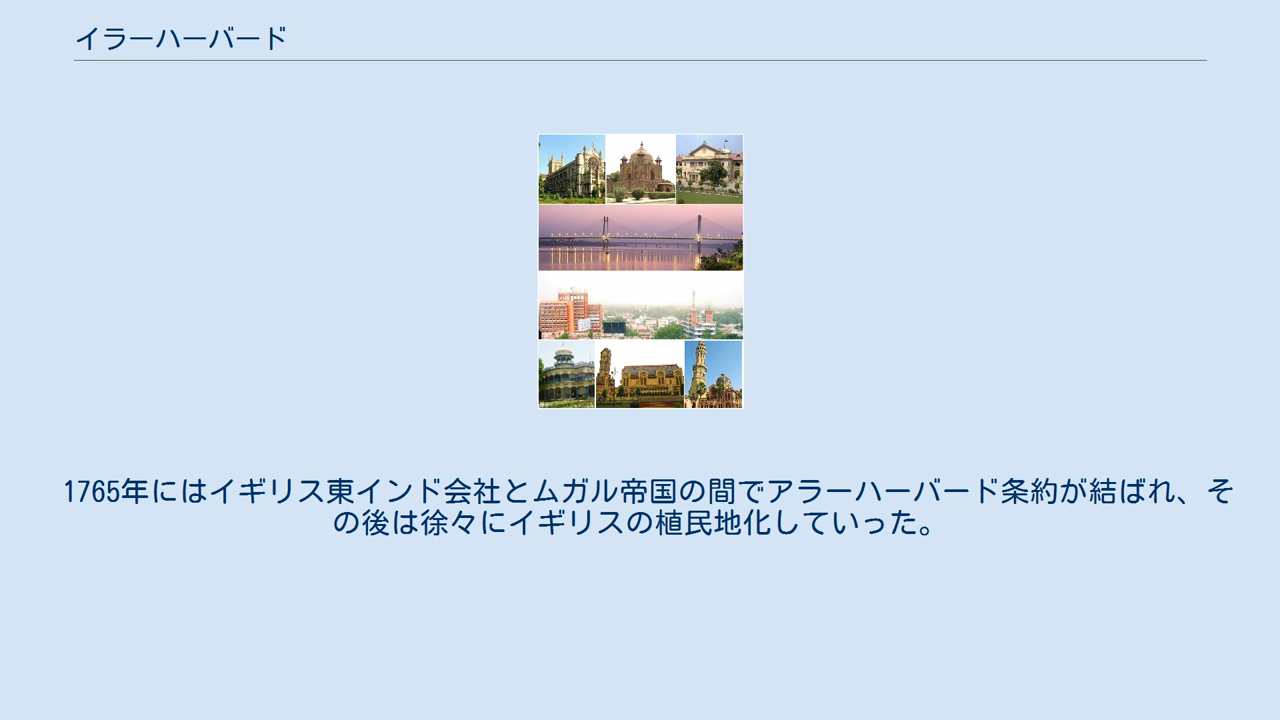 イラーハーバード
1765年にはイギリス東インド会社とムガル帝国の間でアラーハーバード条約が結ばれ、そ
の後は徐々にイギリスの植民地化していった。